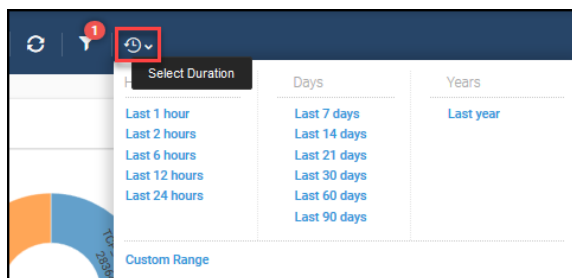 1
Select Duration
H
Days
Years
Last 1 hour
Last 2 hours
Last 6 hours
Last 12 hours
Last 24 hours
Last 7 days
Last 14 days
Last 21 days
Last 30 days
Last 60 days
Last 90 days
Last year
Custom Range